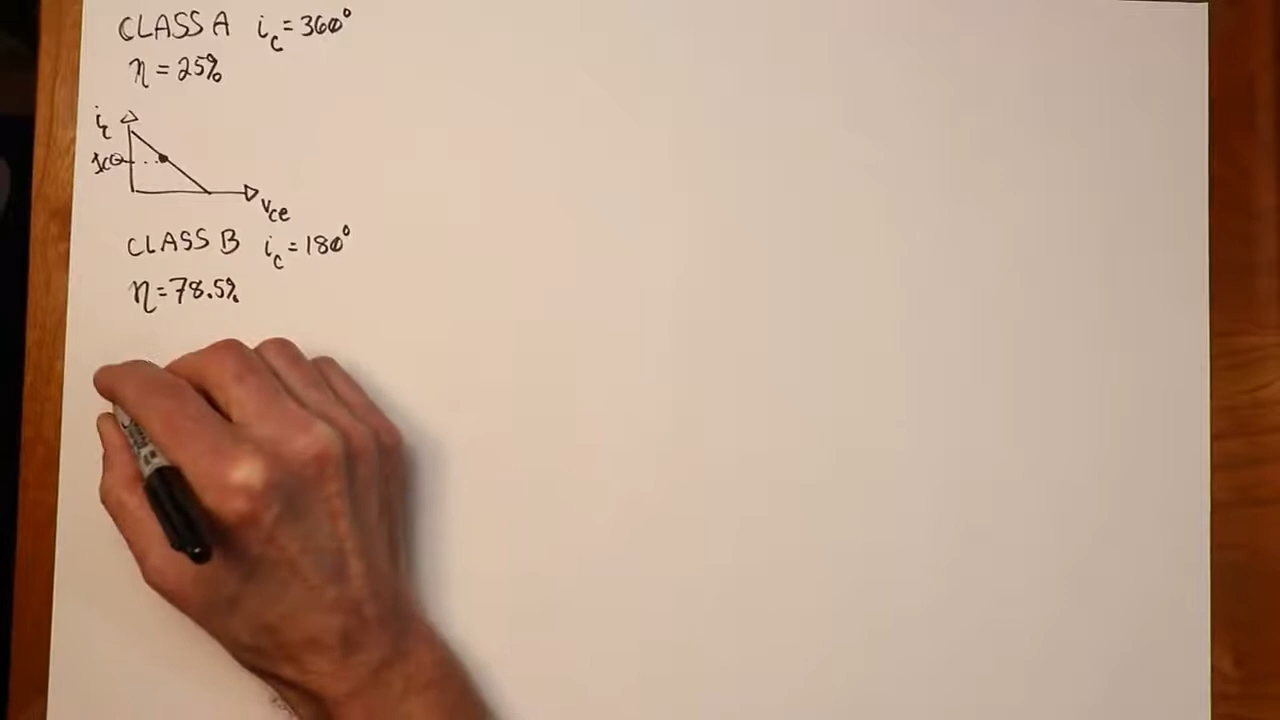 CLASS A i_c = 360°
η = 25%
i_c
I_CQ
V_ce
CLASS B i_c = 180°
η = 78.5%